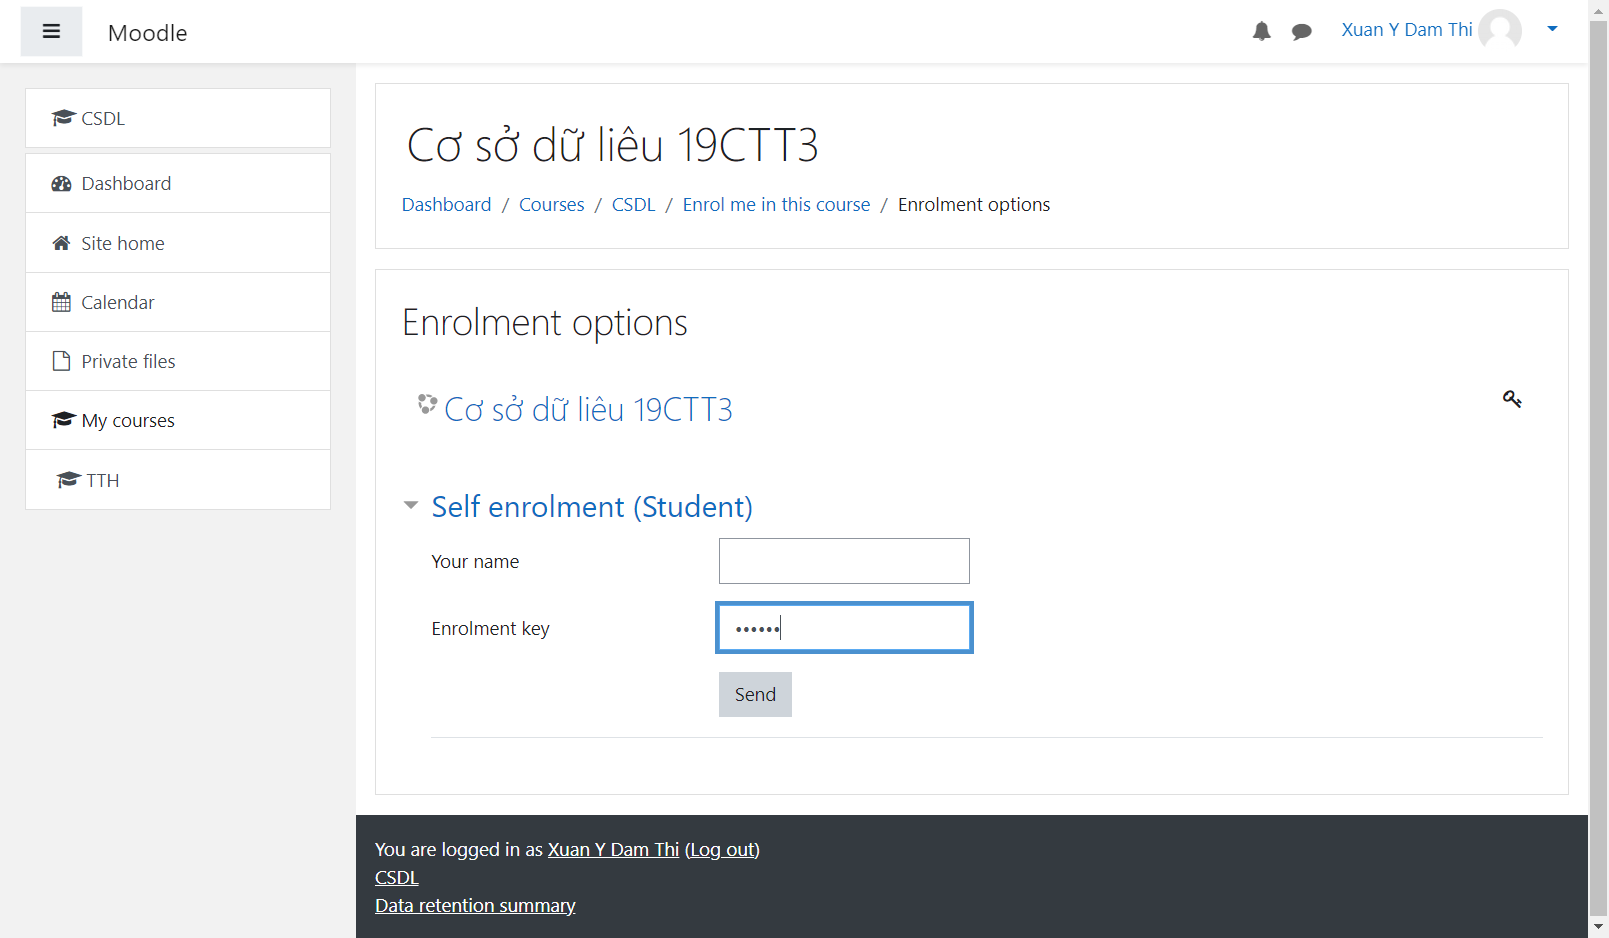 Moodle
Xuan Y Dam Thi
CSDL
Dashboard
Site home
Calendar
Private files
My courses
TTH
Cơ sở dữ liêu 19CTT3
Dashboard / Courses / CSDL / Enrol me in this course / Enrolment options
Enrolment options
Cơ sở dữ liêu 19CTT3
Self enrolment (Student)
Your name
Enrolment key
••••••
Send
You are logged in as Xuan Y Dam Thi (Log out)
CSDL
Data retention summary